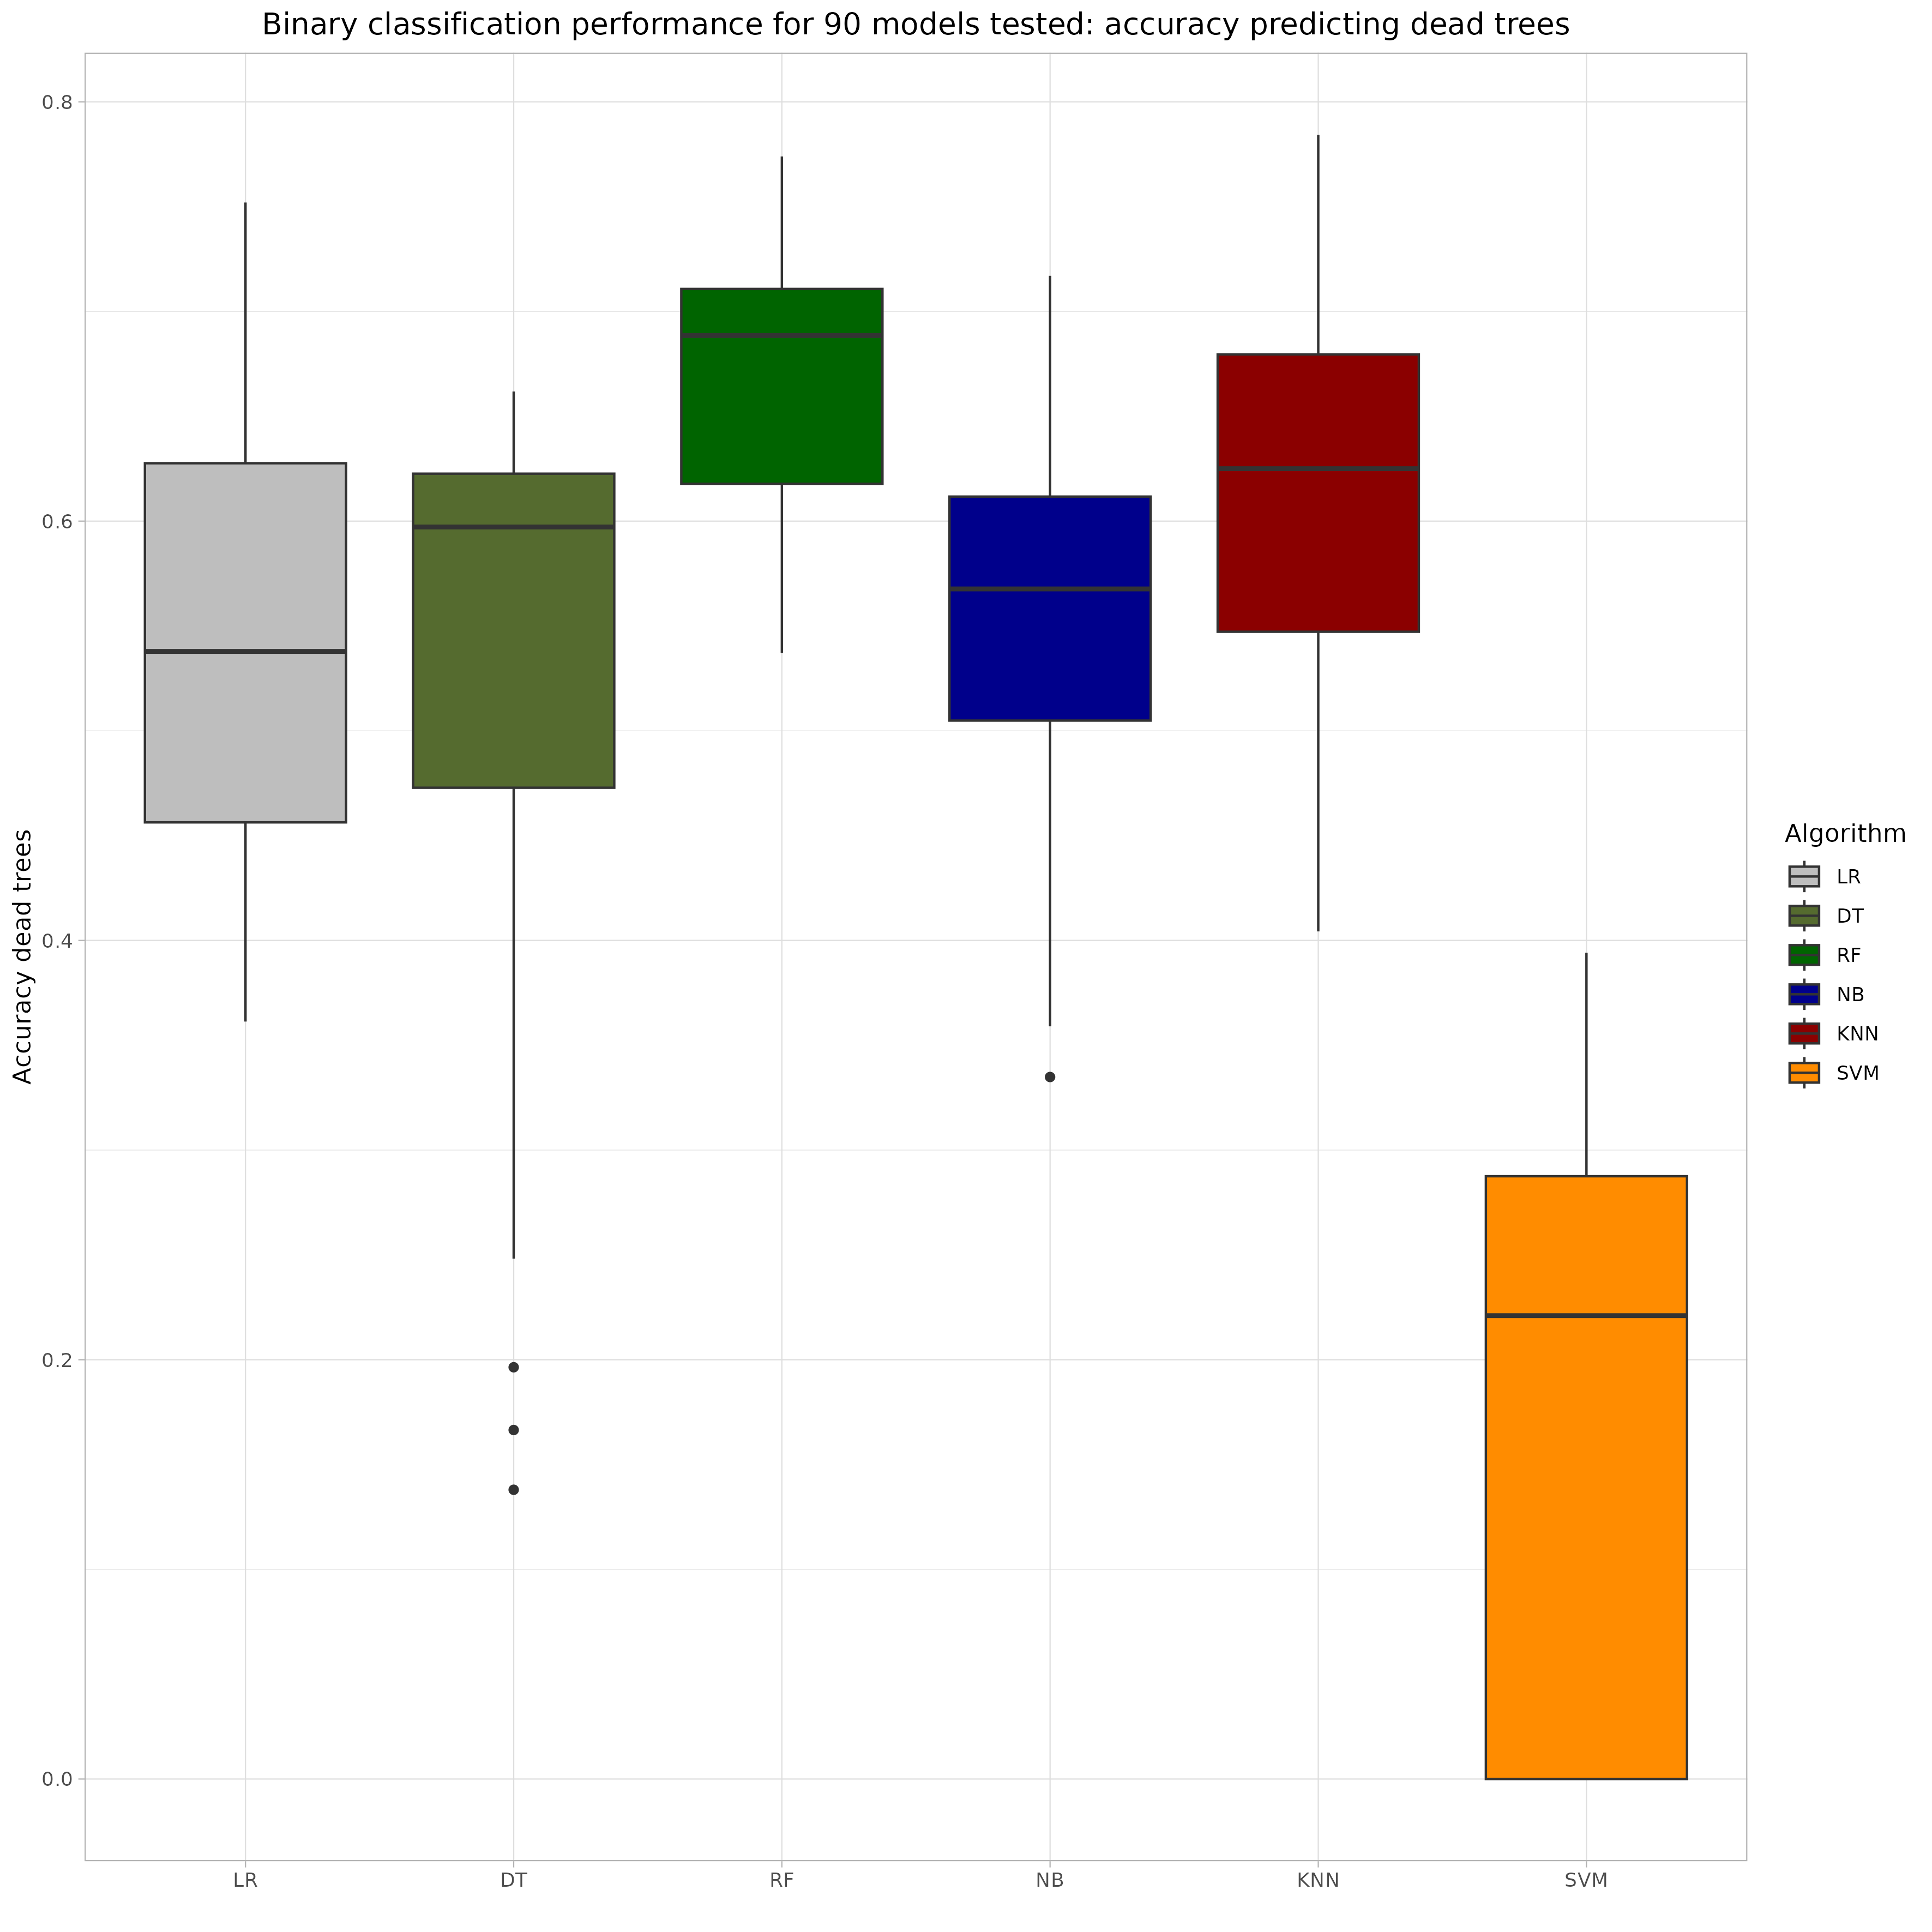 Binary classification performance for 90 models tested: accuracy predicting dead trees
Accuracy dead trees
0.8
0.6
0.4
0.2
0.0
LR
DT
RF
NB
KNN
SVM
Algorithm
LR
DT
RF
NB
KNN
SVM